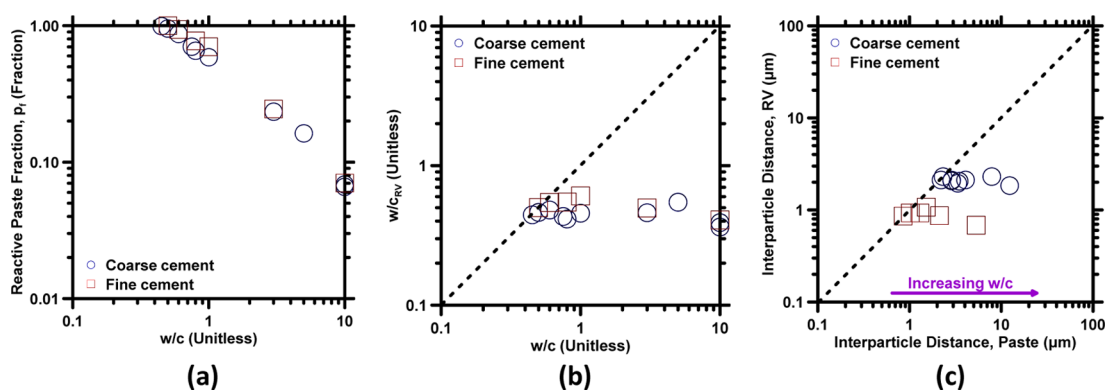 Reactive Paste Fraction, p_f (Fraction)
1.00
0.10
0.01
Coarse cement
Fine cement
0.1
1
10
w/c (Unitless)
(a)
w/c_RV (Unitless)
10
1
0.1
Coarse cement
Fine cement
0.1
1
10
w/c (Unitless)
(b)
Interparticle Distance, RV (µm)
100
10
1
0.1
Coarse cement
Fine cement
Increasing w/c
0.1
1
10
100
Interparticle Distance, Paste (µm)
(c)